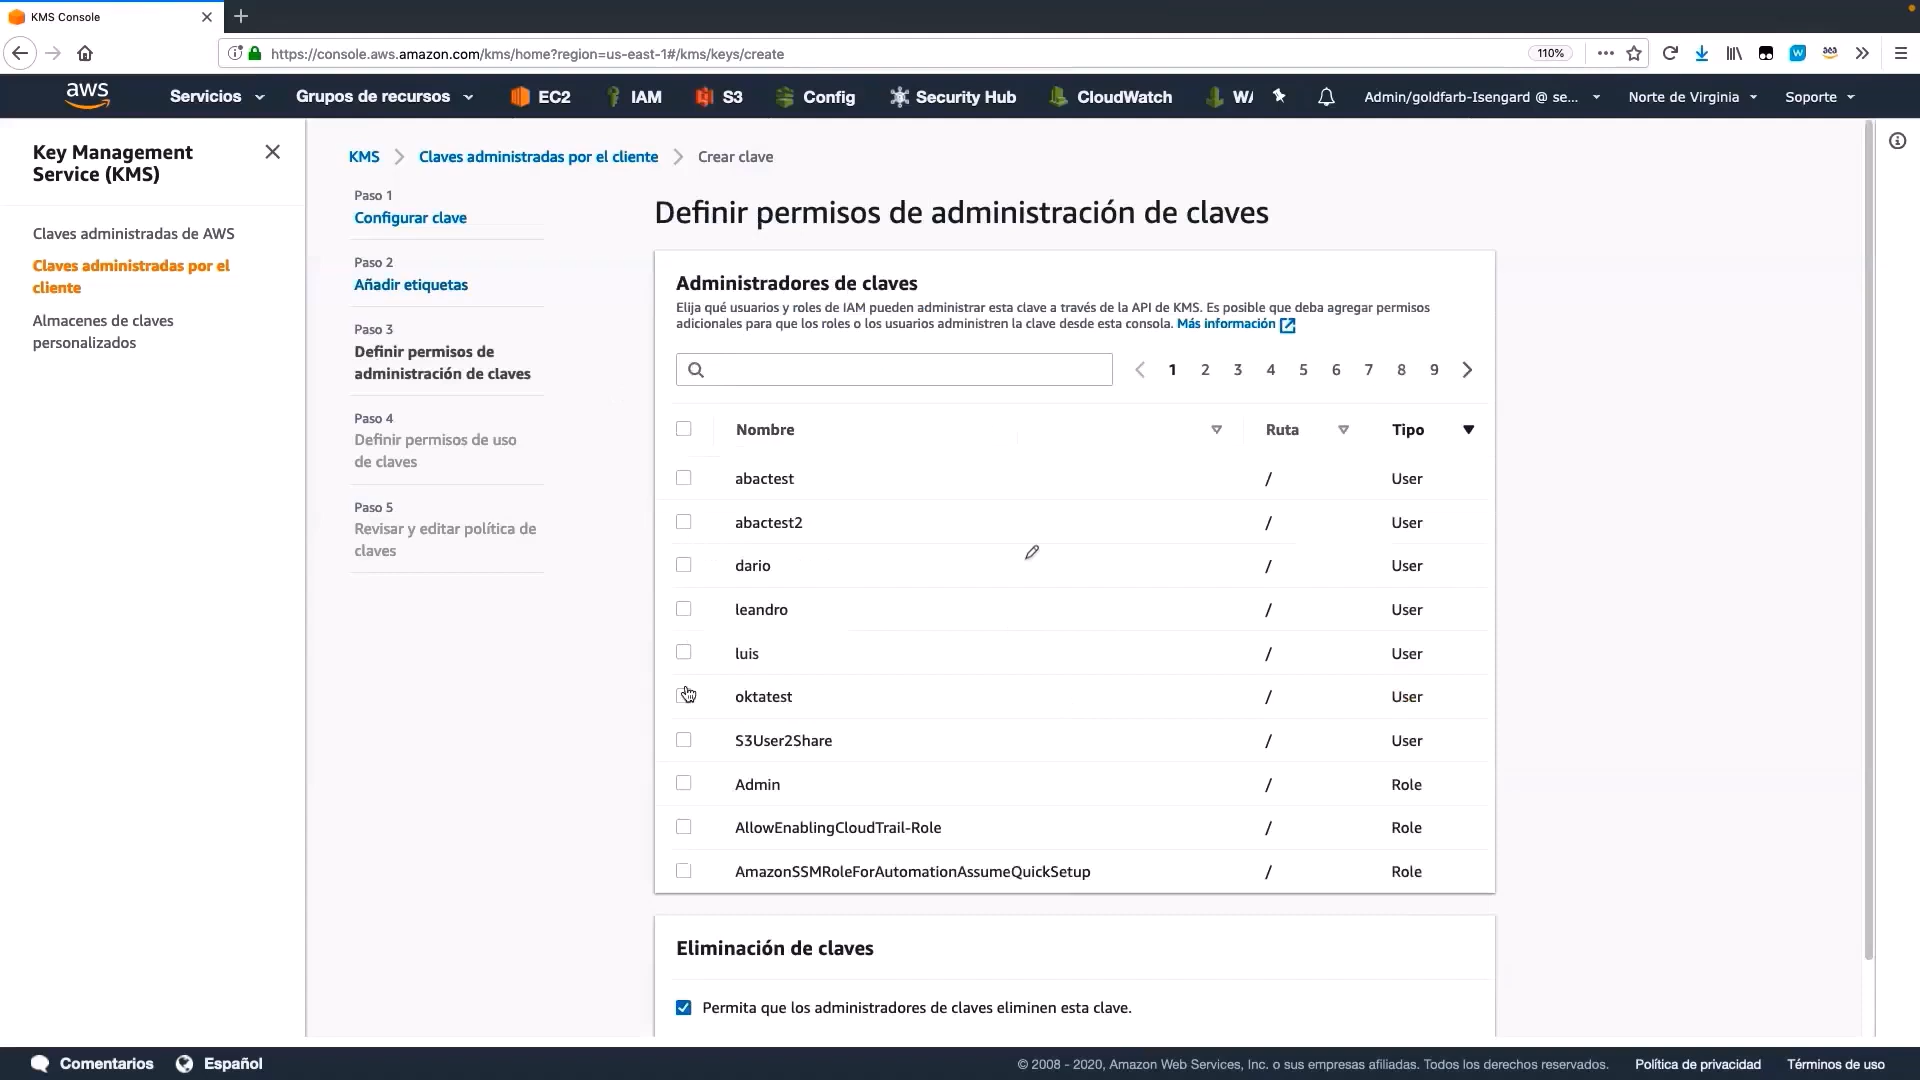 KMS Console
https://console.aws.amazon.com/kms/home?region=us-east-1#/kms/keys/create
110%
aws
Servicios
Grupos de recursos
EC2
IAM
S3
Config
Security Hub
CloudWatch
WA
Admin/goldfarb-Isengard @ se...
Norte de Virginia
Soporte
Key Management
Service (KMS)
Claves administradas de AWS
Claves administradas por el
cliente
Almacenes de claves
personalizados
KMS
Claves administradas por el cliente
Crear clave
Paso 1
Configurar clave
Paso 2
Añadir etiquetas
Paso 3
Definir permisos de
administración de claves
Paso 4
Definir permisos de uso
de claves
Paso 5
Revisar y editar política de
claves
Definir permisos de administración de claves
Administradores de claves
Elija qué usuarios y roles de IAM pueden administrar esta clave a través de la API de KMS. Es posible que deba agregar permisos
adicionales para que los roles o los usuarios administren la clave desde esta consola. Más información
1 2 3 4 5 6 7 8 9
Nombre Ruta Tipo
abactest / User
abactest2 / User
dario / User
leandro / User
luis / User
oktatest / User
S3User2Share / User
Admin / Role
AllowEnablingCloudTrail-Role / Role
AmazonSSMRoleForAutomationAssumeQuickSetup / Role
Eliminación de claves
Permita que los administradores de claves eliminen esta clave.
Comentarios
Español
© 2008 - 2020, Amazon Web Services, Inc. o sus empresas afiliadas. Todos los derechos reservados.
Política de privacidad
Términos de uso